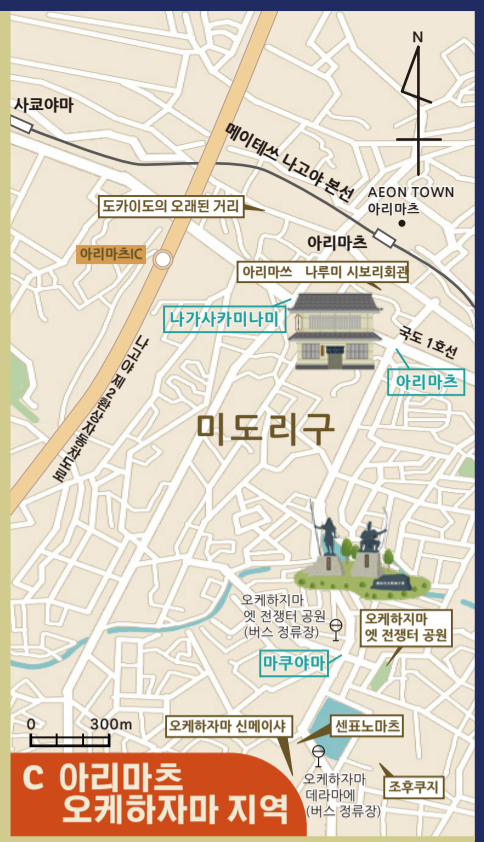 N
사쿄야마
메이테쓰 나고야 본선
AEON TOWN
아리마츠
도카이도의 오래된 거리
아리마츠
아리마츠IC
아리마쓰 나루미 시보리회관
나가사카미나미
국도 1호선
아리마츠
나고야 제2환상자동차도로
미도리구
오케하지마
엣 전쟁터 공원
(버스 정류장)
오케하지마
엣 전쟁터 공원
마쿠야마
0 300m
오케하자마 신메이샤
센표노마츠
오케하자마
데라마에
(버스 정류장)
조후쿠지
C 아리마츠
오케하자마 지역